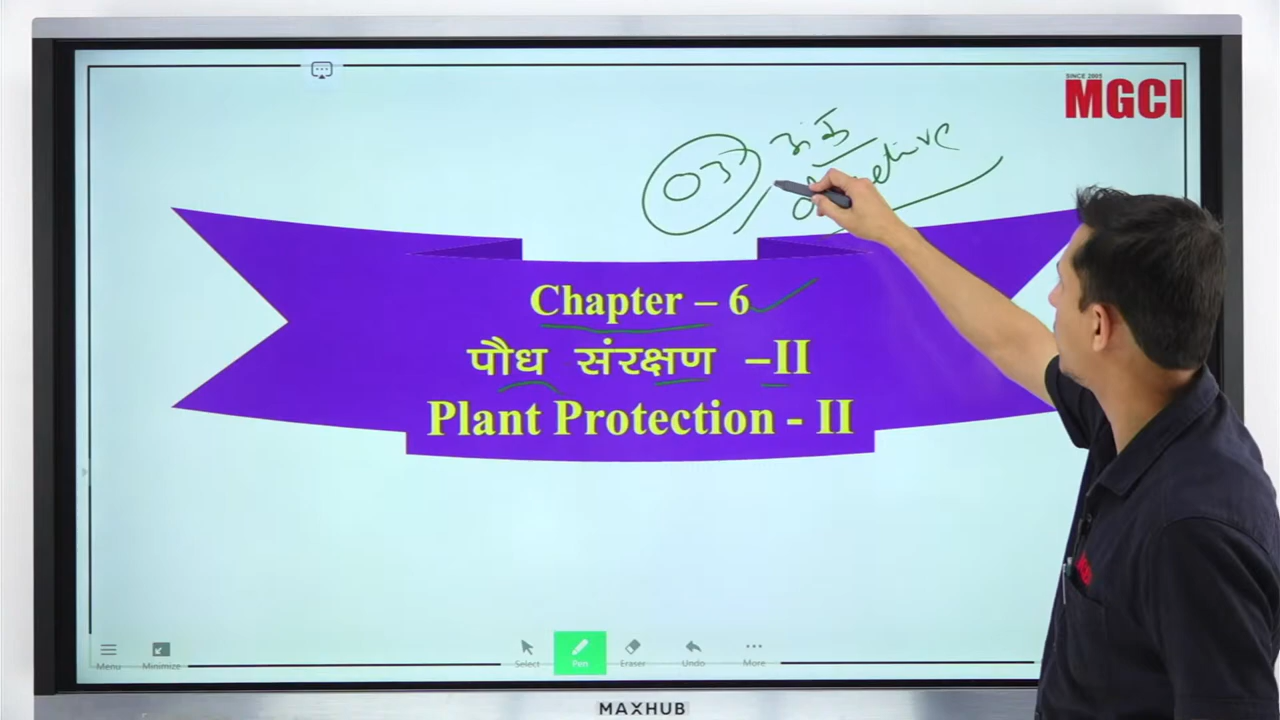 SINCE 2005
MGCI
03 अंक
Chapter – 6
पौध संरक्षण –II
Plant Protection - II
Menu
Minimize
Select
Pen
Eraser
Undo
More
MAXHUB